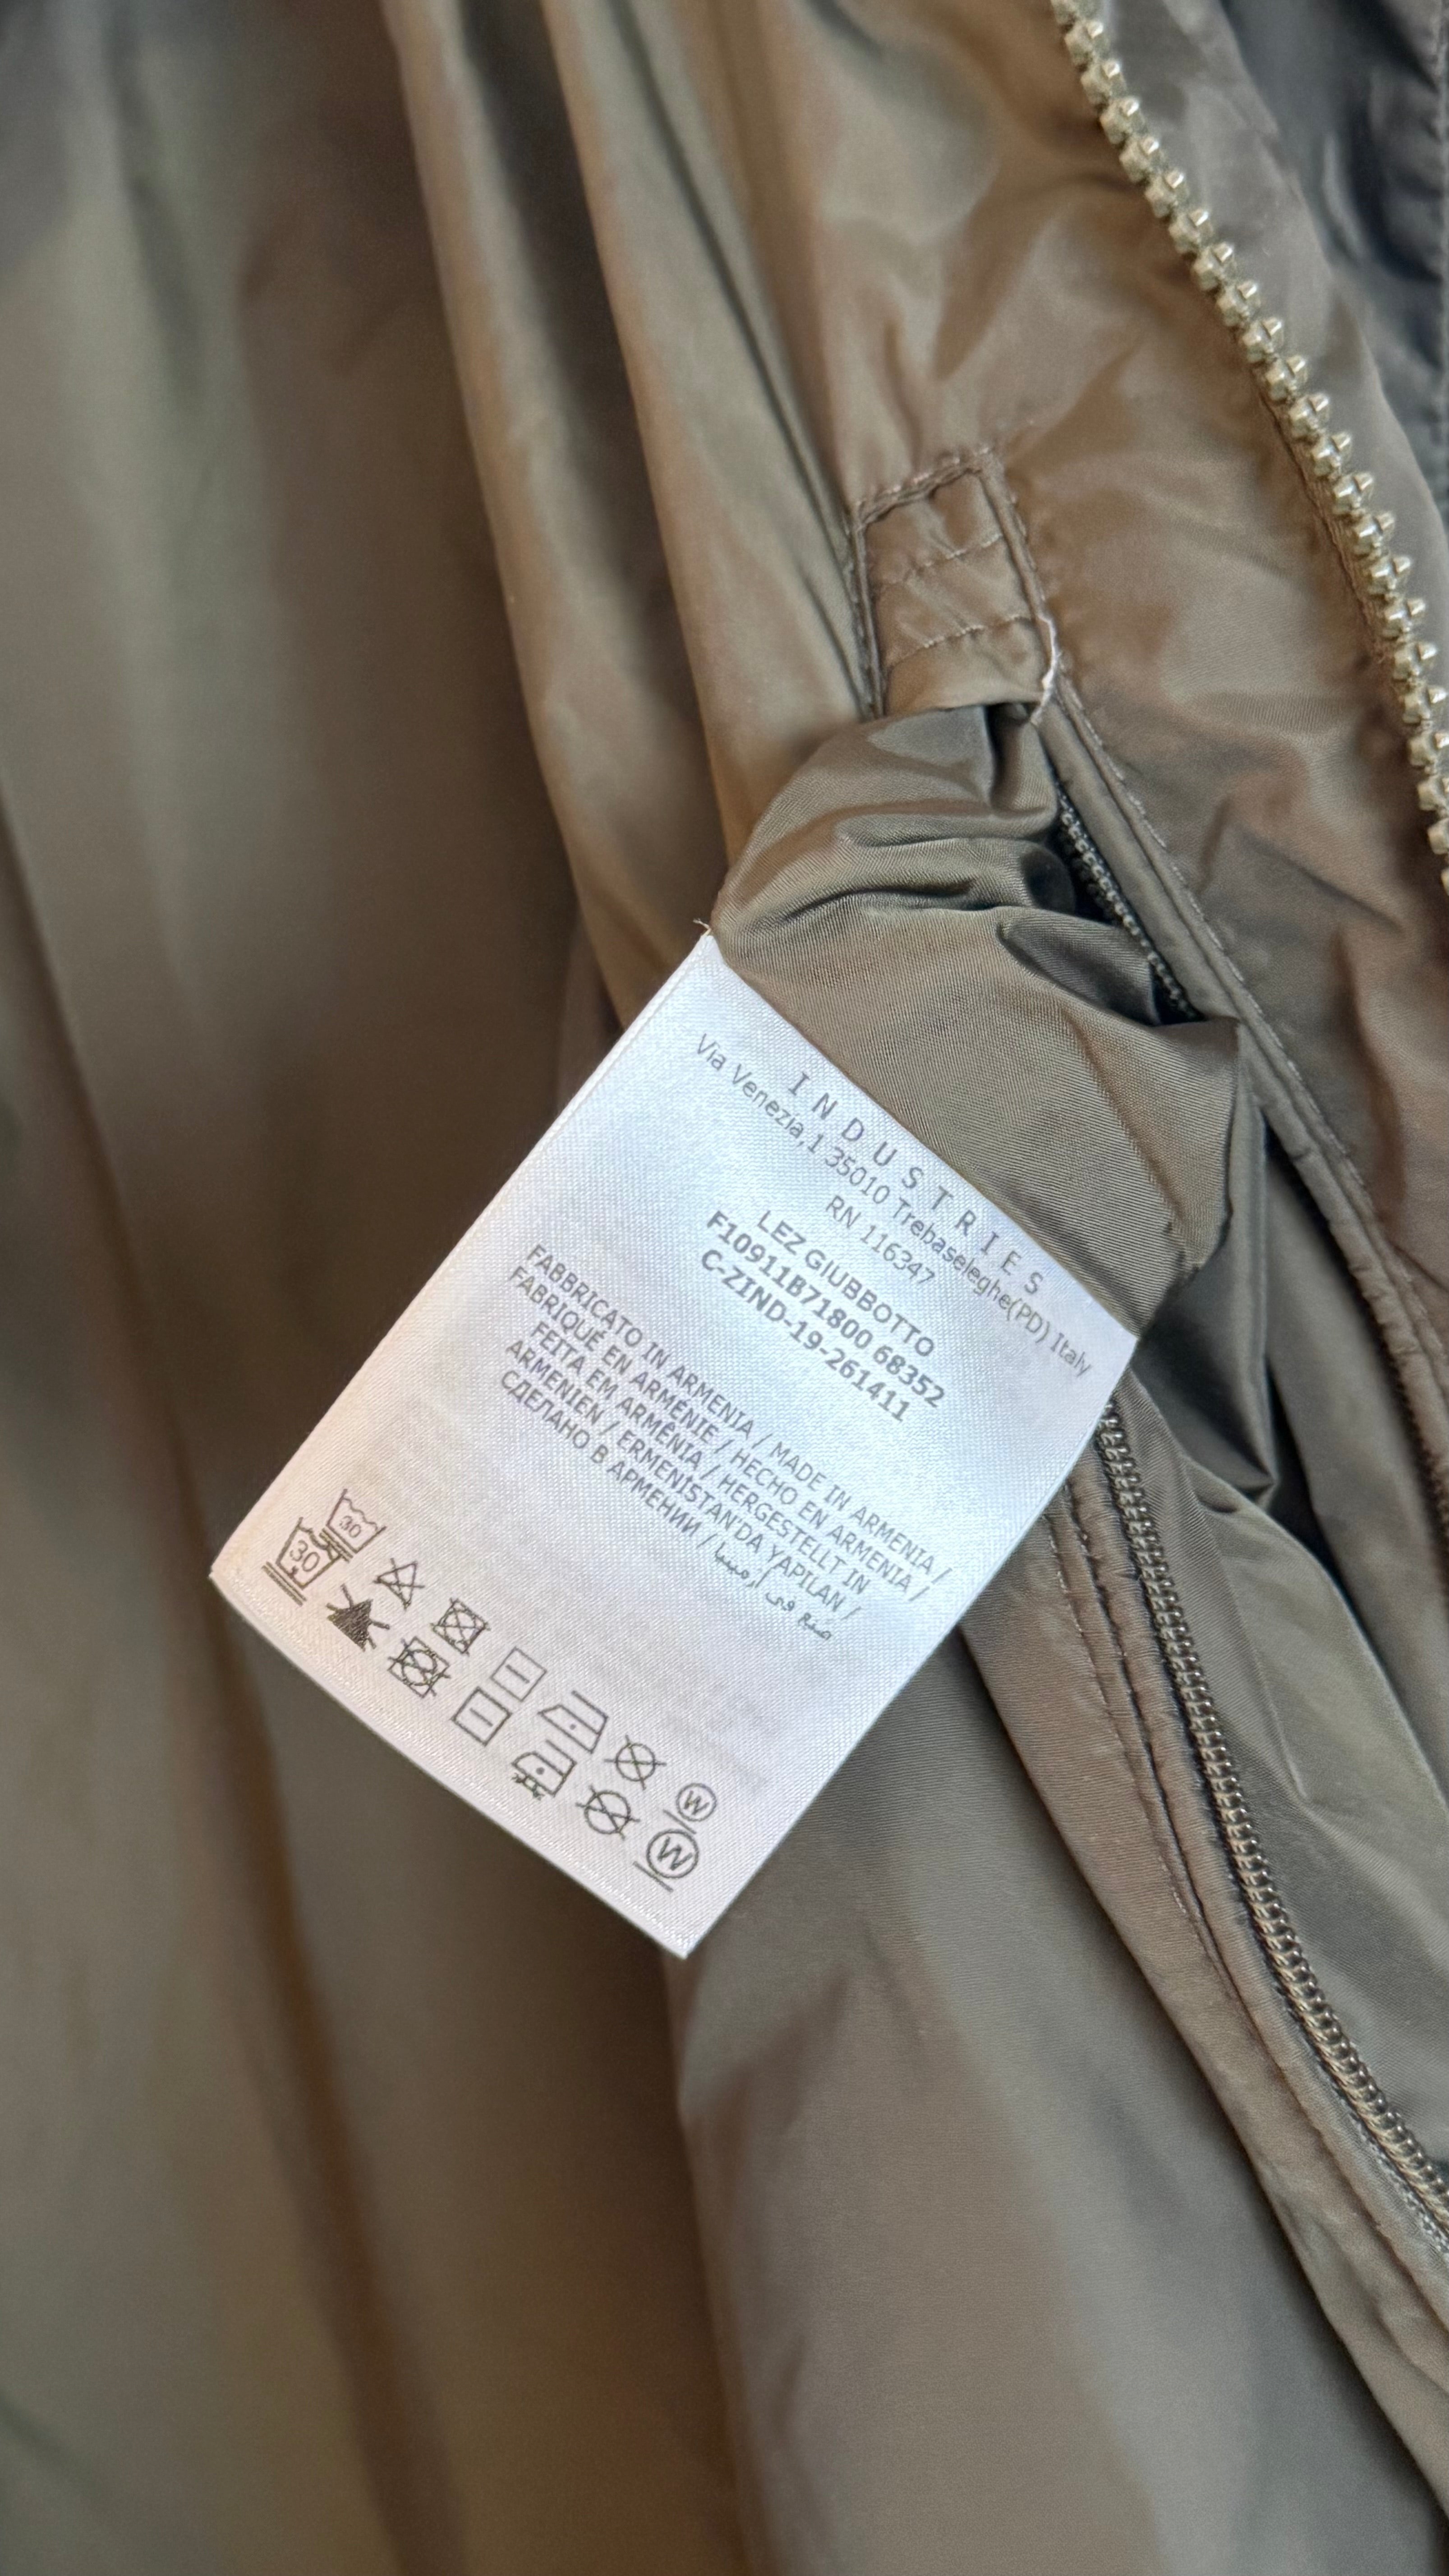 INDUSTRIES
Via Venezia,1 35010 Trebaseleghe(PD) Italy
RN 116347
LEZ GIUBBOTTO
F10911B71800 68352
C-ZIND-19-261411
FABBRICATO IN ARMENIA / MADE IN ARMENIA /
FABRIQUÉ EN ARMÉNIE / HECHO EN ARMENIA /
FEITA EM ARMÊNIA / HERGESTELLT IN
ARMENIEN / ERMENİSTAN'DA YAPILAN /
СДЕЛАНО В АРМЕНИИ / صنع في أرمينيا
30
30
W
W